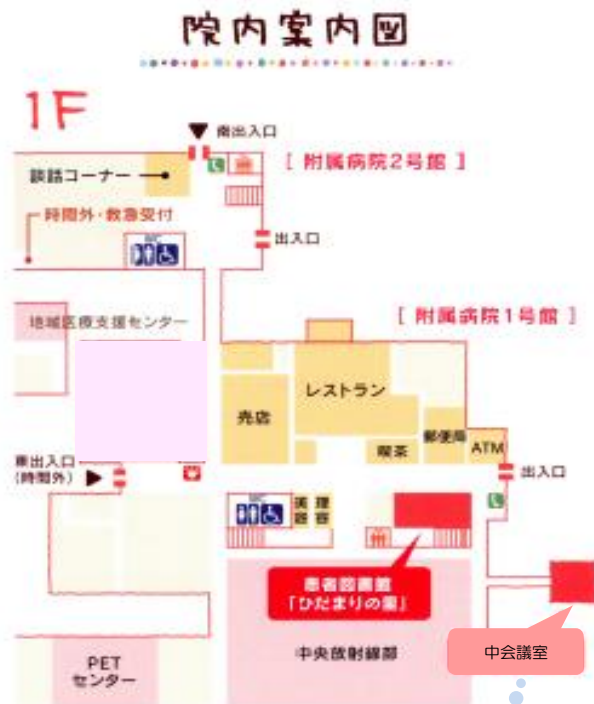 院内案内図
1F
南出入口
[ 附属病院2号館 ]
談話コーナー
時間外・救急受付
出入口
WC
地域医療支援センター
[ 附属病院1号館 ]
レストラン
売店
郵便局
喫茶
ATM
東出入口
(時間外)
出入口
WC
美容
理容
患者図書館
「ひだまりの里」
中央放射線部
中会議室
PET
センター